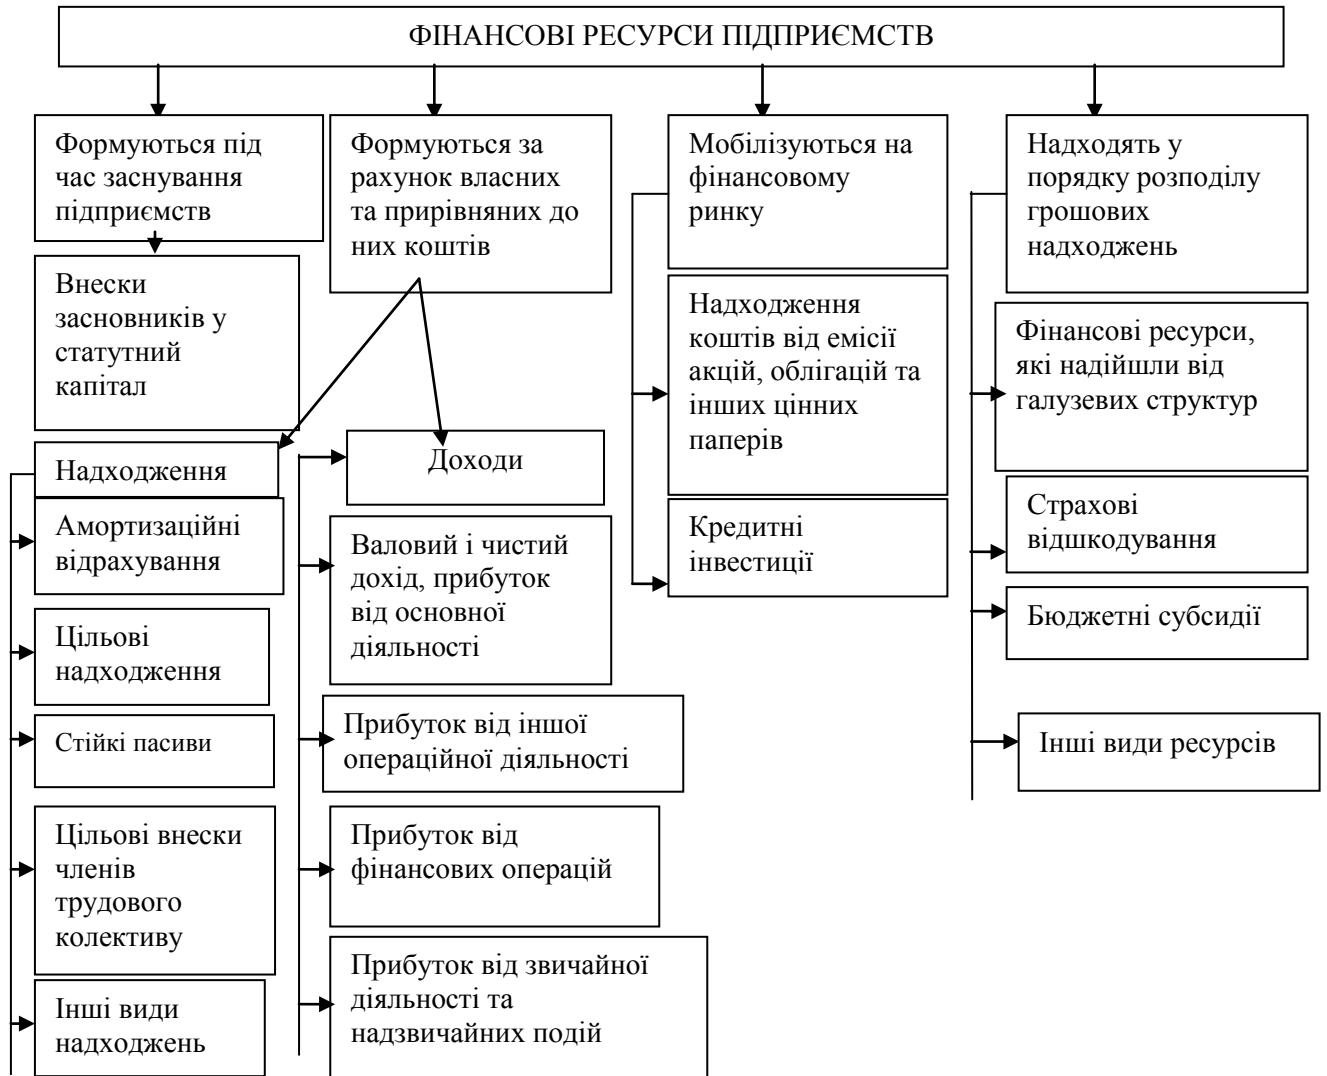 ФІНАНСОВІ РЕСУРСИ ПІДПРИЄМСТВ
Формуються під
час заснування
підприємств
Формуються за
рахунок власних
та прирівняних до
них коштів
Мобілізуються на
фінансовому
ринку
Надходять у
порядку розподілу
грошових
надходжень
Внески
засновників у
статутний
капітал
Надходження
Амортизаційні
відрахування
Цільові
надходження
Стійкі пасиви
Цільові внески
членів
трудового
колективу
Інші види
надходжень
Доходи
Валовий і чистий
дохід, прибуток
від основної
діяльності
Прибуток від іншої
операційної діяльності
Прибуток від
фінансових операцій
Прибуток від звичайної
діяльності та
надзвичайних подій
Надходження
коштів від емісії
акцій, облігацій та
інших цінних
паперів
Кредитні
інвестиції
Фінансові ресурси,
які надійшли від
галузевих структур
Страхові
відшкодування
Бюджетні субсидії
Інші види ресурсів